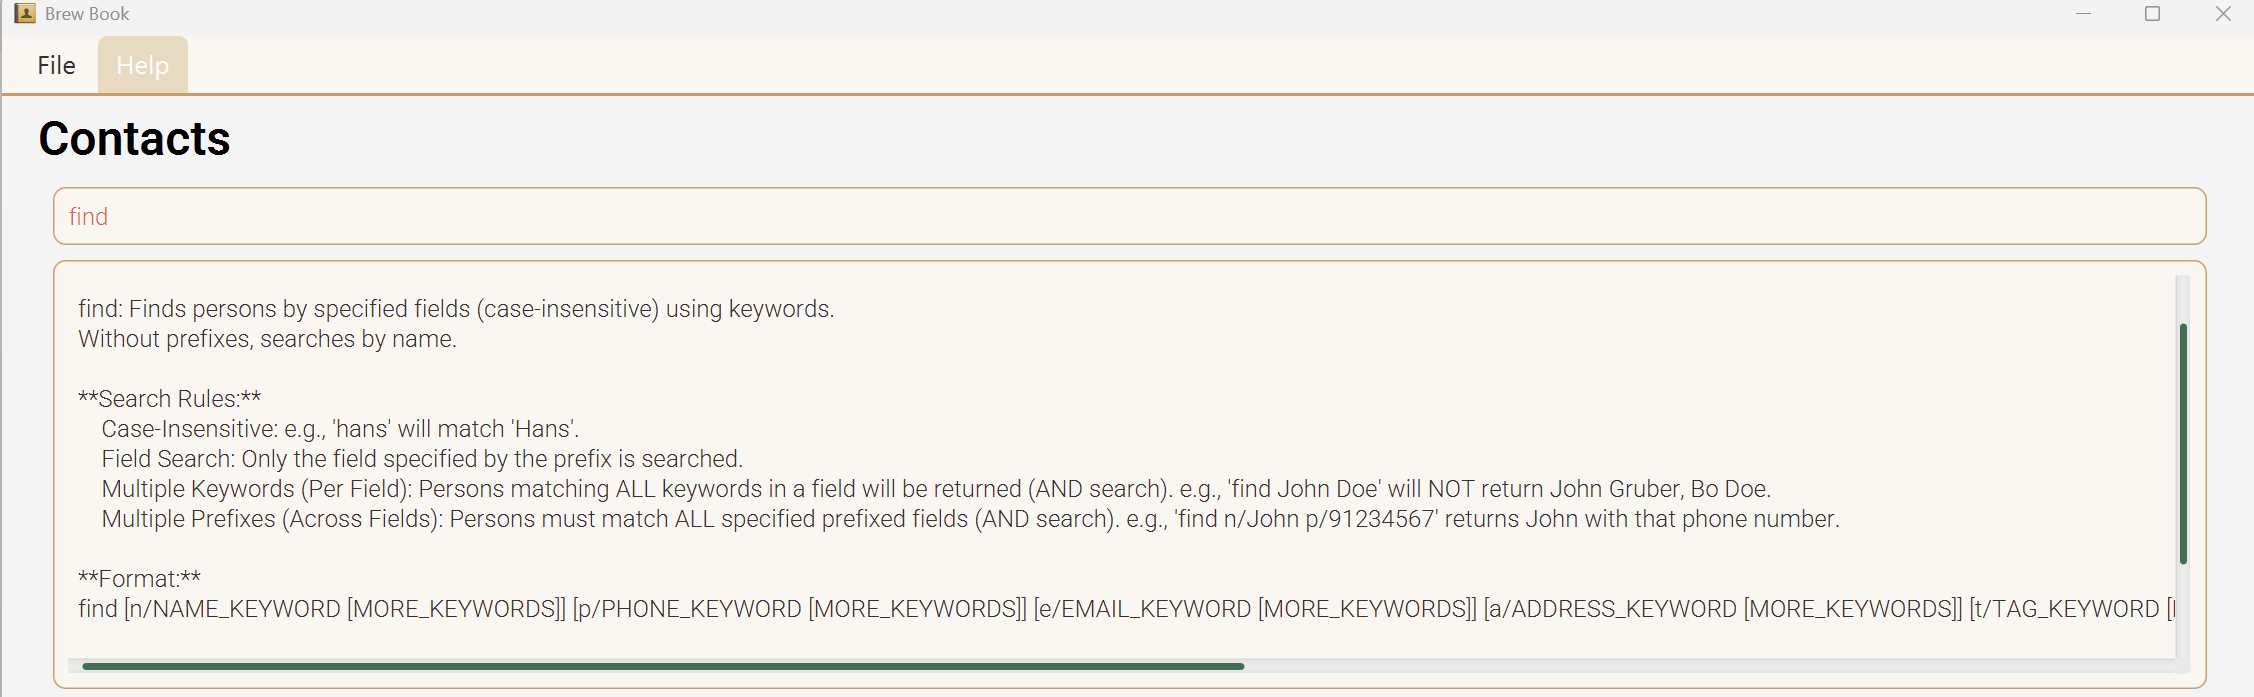 Brew Book
File Help
Contacts
find
find: Finds persons by specified fields (case-insensitive) using keywords.
Without prefixes, searches by name.
**Search Rules:**
Case-Insensitive: e.g., 'hans' will match 'Hans'.
Field Search: Only the field specified by the prefix is searched.
Multiple Keywords (Per Field): Persons matching ALL keywords in a field will be returned (AND search). e.g., 'find John Doe' will NOT return John Gruber, Bo Doe.
Multiple Prefixes (Across Fields): Persons must match ALL specified prefixed fields (AND search). e.g., 'find n/John p/91234567' returns John with that phone number.
**Format:**
find [n/NAME_KEYWORD [MORE_KEYWORDS]] [p/PHONE_KEYWORD [MORE_KEYWORDS]] [e/EMAIL_KEYWORD [MORE_KEYWORDS]] [a/ADDRESS_KEYWORD [MORE_KEYWORDS]] [t/TAG_KEYWORD [